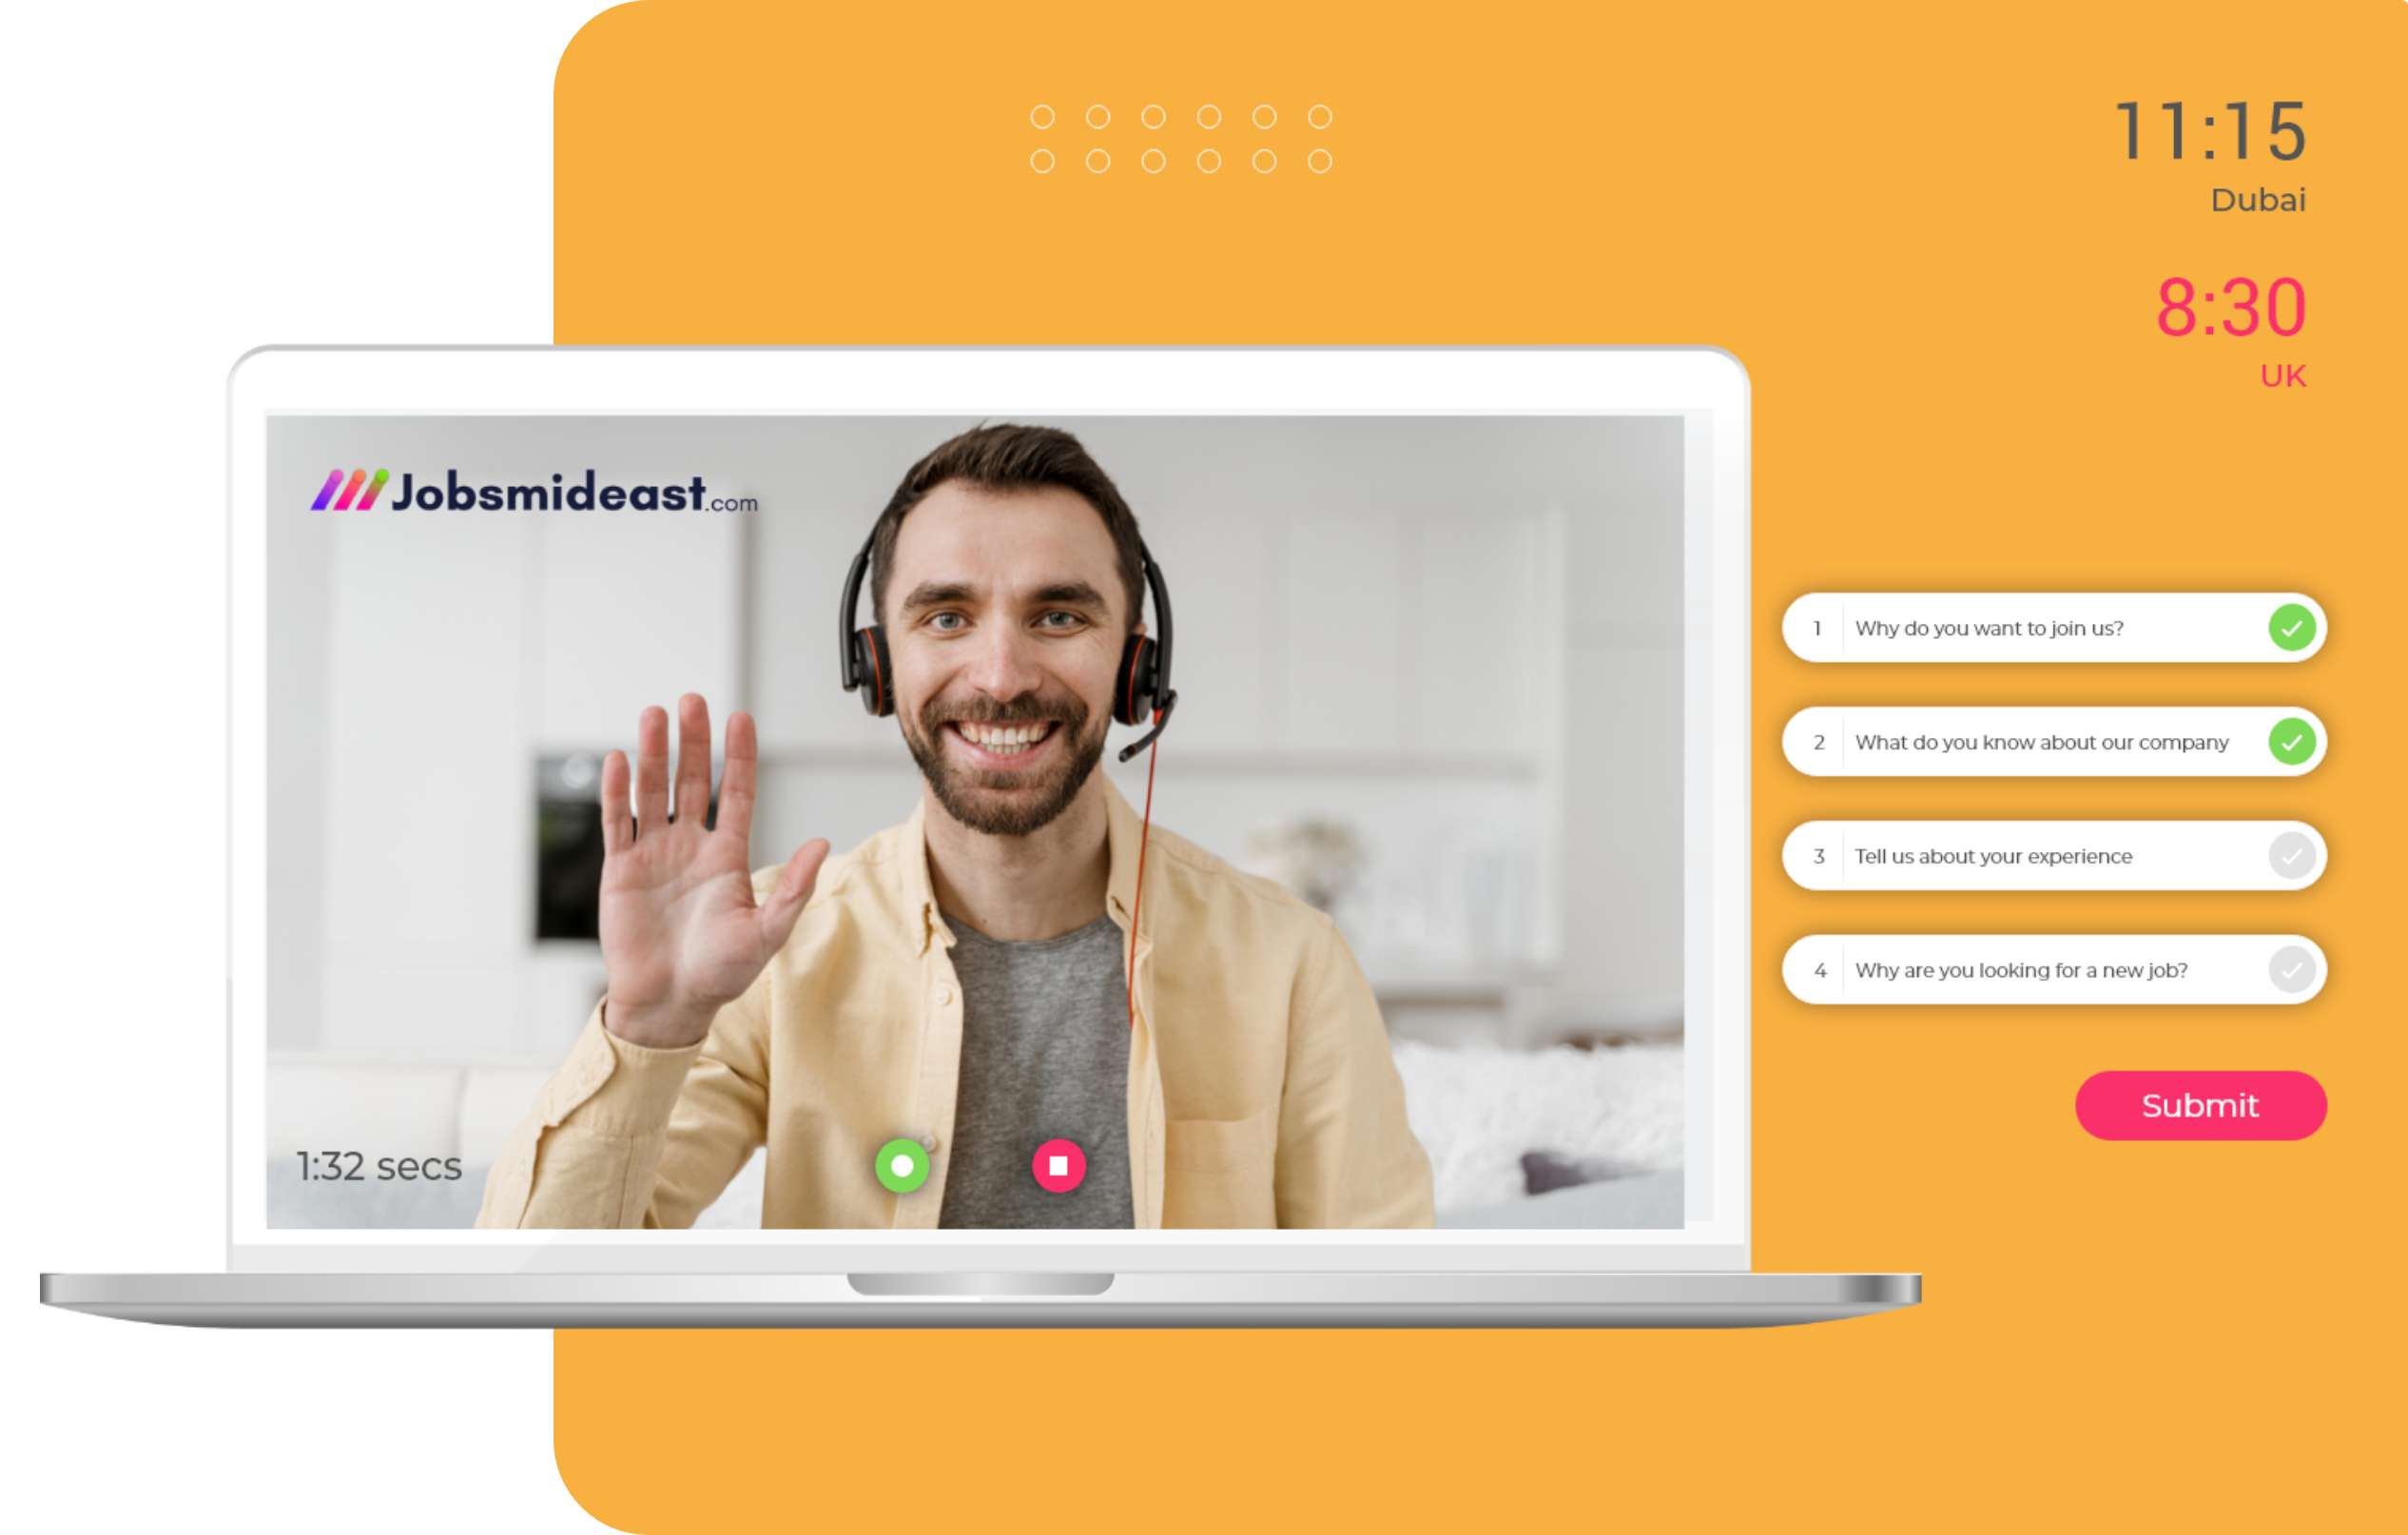 11:15
Dubai
8:30
UK
Jobsmideast.com
1 Why do you want to join us?
2 What do you know about our company
3 Tell us about your experience
4 Why are you looking for a new job?
Submit
1:32 secs